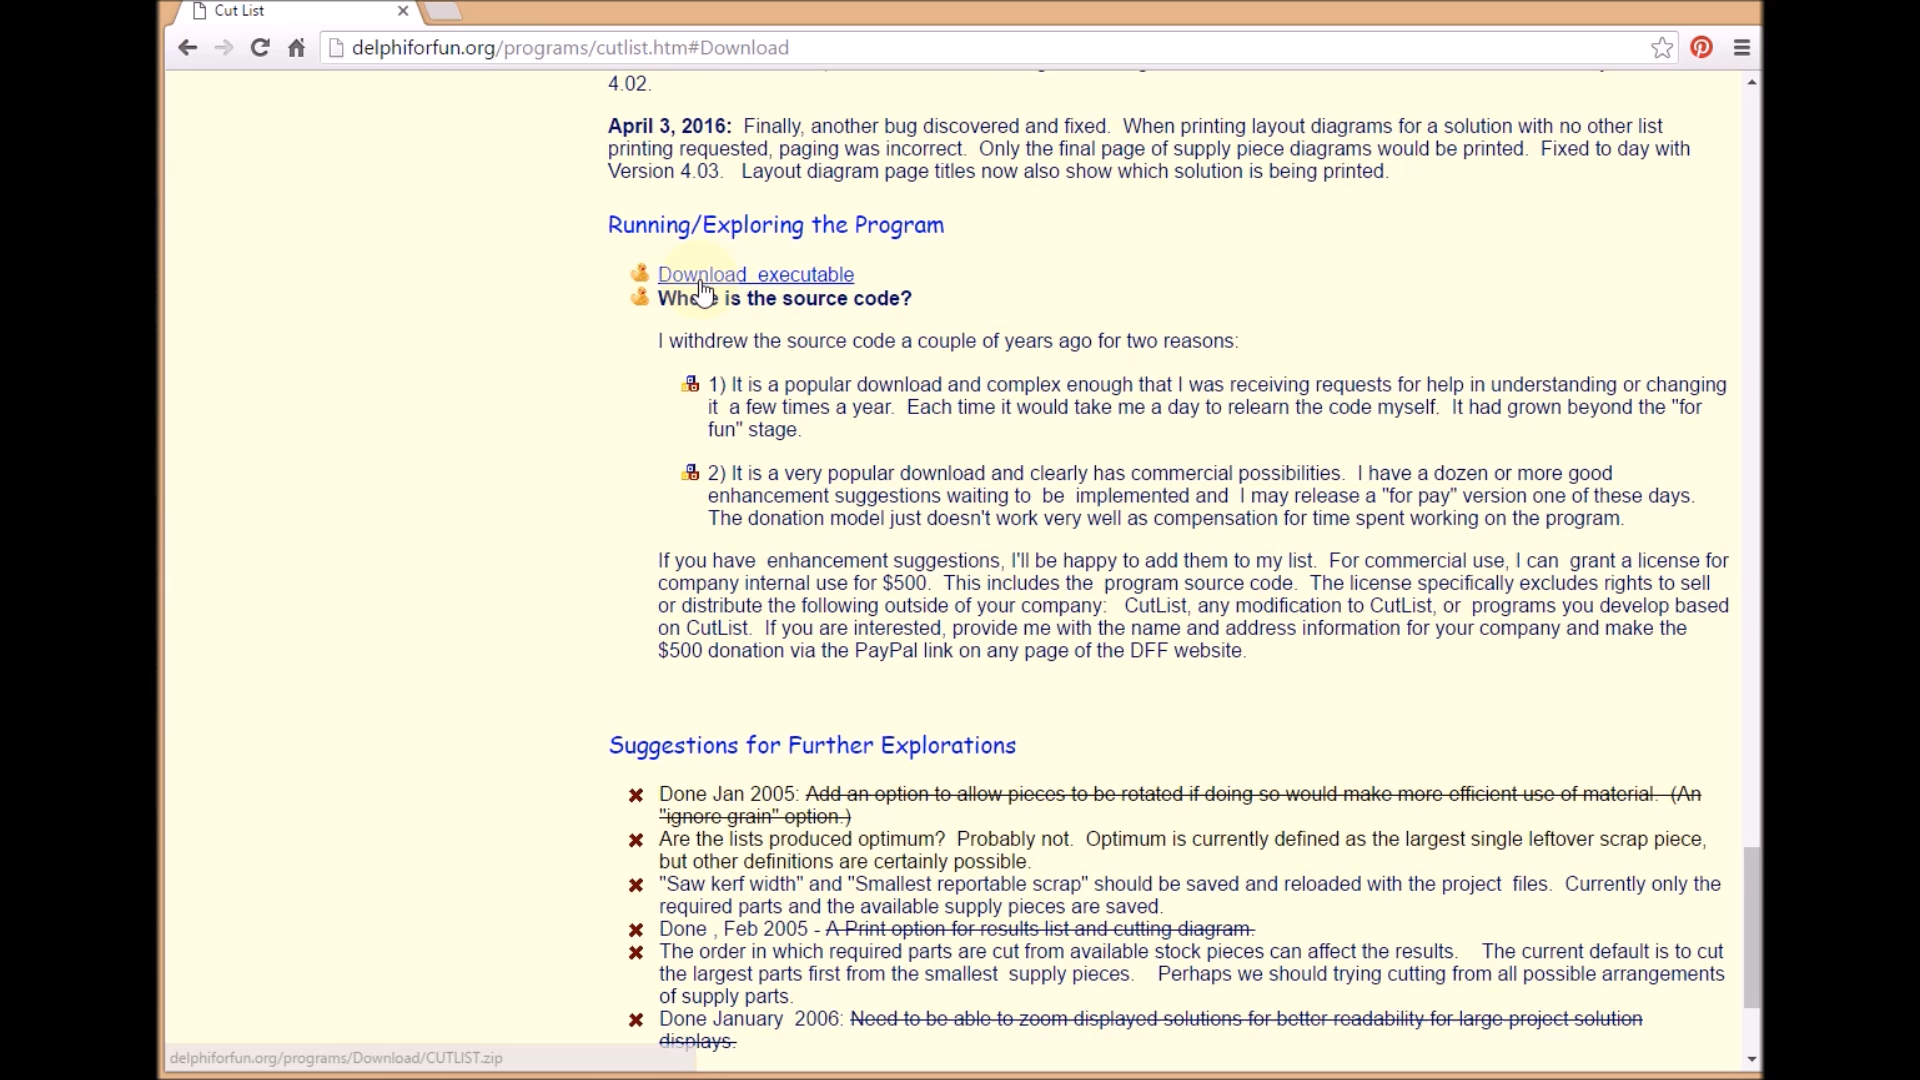 Cut List
delphiforfun.org/programs/cutlist.htm#Download
4.02.
April 3, 2016: Finally, another bug discovered and fixed. When printing layout diagrams for a solution with no other list
printing requested, paging was incorrect. Only the final page of supply piece diagrams would be printed. Fixed to day with
Version 4.03. Layout diagram page titles now also show which solution is being printed.
Running/Exploring the Program
Download executable
Where is the source code?
I withdrew the source code a couple of years ago for two reasons:
1) It is a popular download and complex enough that I was receiving requests for help in understanding or changing
it a few times a year. Each time it would take me a day to relearn the code myself. It had grown beyond the "for
fun" stage.
2) It is a very popular download and clearly has commercial possibilities. I have a dozen or more good
enhancement suggestions waiting to be implemented and I may release a "for pay" version one of these days.
The donation model just doesn't work very well as compensation for time spent working on the program.
If you have enhancement suggestions, I'll be happy to add them to my list. For commercial use, I can grant a license for
company internal use for $500. This includes the program source code. The license specifically excludes rights to sell
or distribute the following outside of your company: CutList, any modification to CutList, or programs you develop based
on CutList. If you are interested, provide me with the name and address information for your company and make the
$500 donation via the PayPal link on any page of the DFF website.
Suggestions for Further Explorations
Done Jan 2005: Add an option to allow pieces to be rotated if doing so would make more efficient use of material. (An
"ignore grain" option.)
Are the lists produced optimum? Probably not. Optimum is currently defined as the largest single leftover scrap piece,
but other definitions are certainly possible.
"Saw kerf width" and "Smallest reportable scrap" should be saved and reloaded with the project files. Currently only the
required parts and the available supply pieces are saved.
Done , Feb 2005 - A Print option for results list and cutting diagram.
The order in which required parts are cut from available stock pieces can affect the results. The current default is to cut
the largest parts first from the smallest supply pieces. Perhaps we should trying cutting from all possible arrangements
of supply parts.
Done January 2006: Need to be able to zoom displayed solutions for better readability for large project solution
displays.
delphiforfun.org/programs/Download/CUTLIST.zip